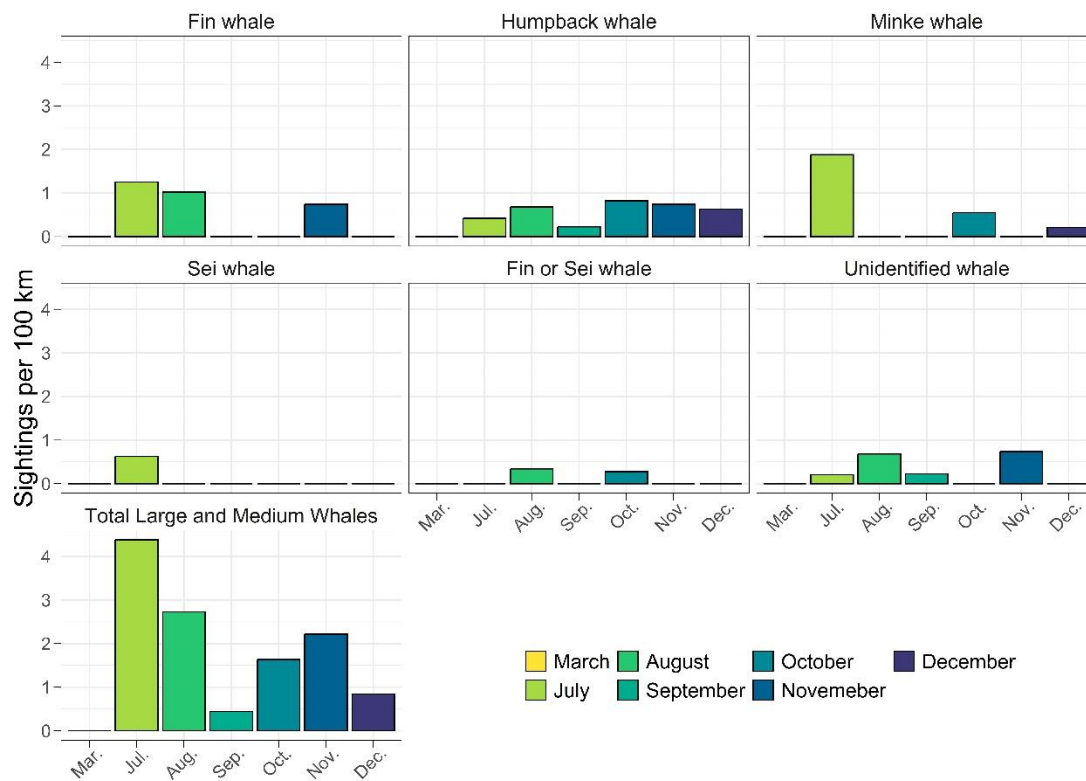 Fin whale
Humpback whale
Minke whale
4
3
2
1
0
Sei whale
Fin or Sei whale
Unidentified whale
4
3
2
1
0
Sightings per 100 km
Mar. Jul. Aug. Sep. Oct. Nov. Dec.
Mar. Jul. Aug. Sep. Oct. Nov. Dec.
Total Large and Medium Whales
4
3
2
1
0
Mar. Jul. Aug. Sep. Oct. Nov. Dec.
March August October December
July September Novemeber